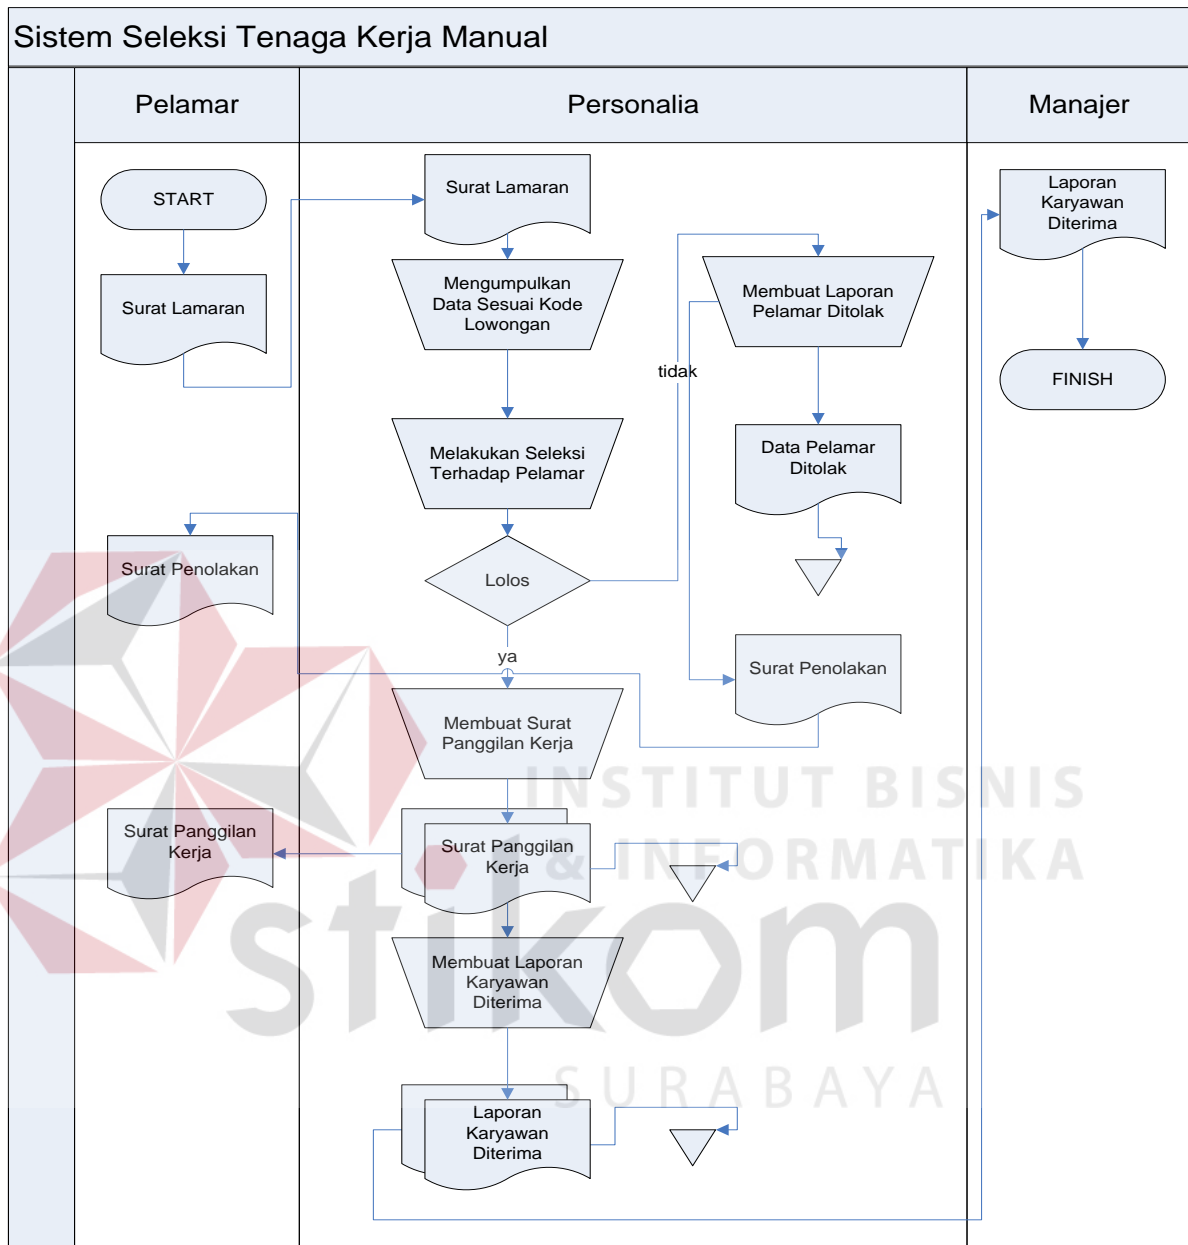 Sistem Seleksi Tenaga Kerja Manual
Pelamar
Personalia
Manajer
START
Surat Lamaran
Surat Lamaran
Mengumpulkan
Data Sesuai Kode
Lowongan
Melakukan Seleksi
Terhadap Pelamar
Lolos
tidak
ya
Membuat Laporan
Pelamar Ditolak
Data Pelamar
Ditolak
Surat Penolakan
Surat Penolakan
Membuat Surat
Panggilan Kerja
Surat Panggilan
Kerja
Surat Panggilan
Kerja
Membuat Laporan
Karyawan
Diterima
Laporan
Karyawan
Diterima
Laporan
Karyawan
Diterima
FINISH
INSTITUT BISNIS
& INFORMATIKA
stikom
SURABAYA